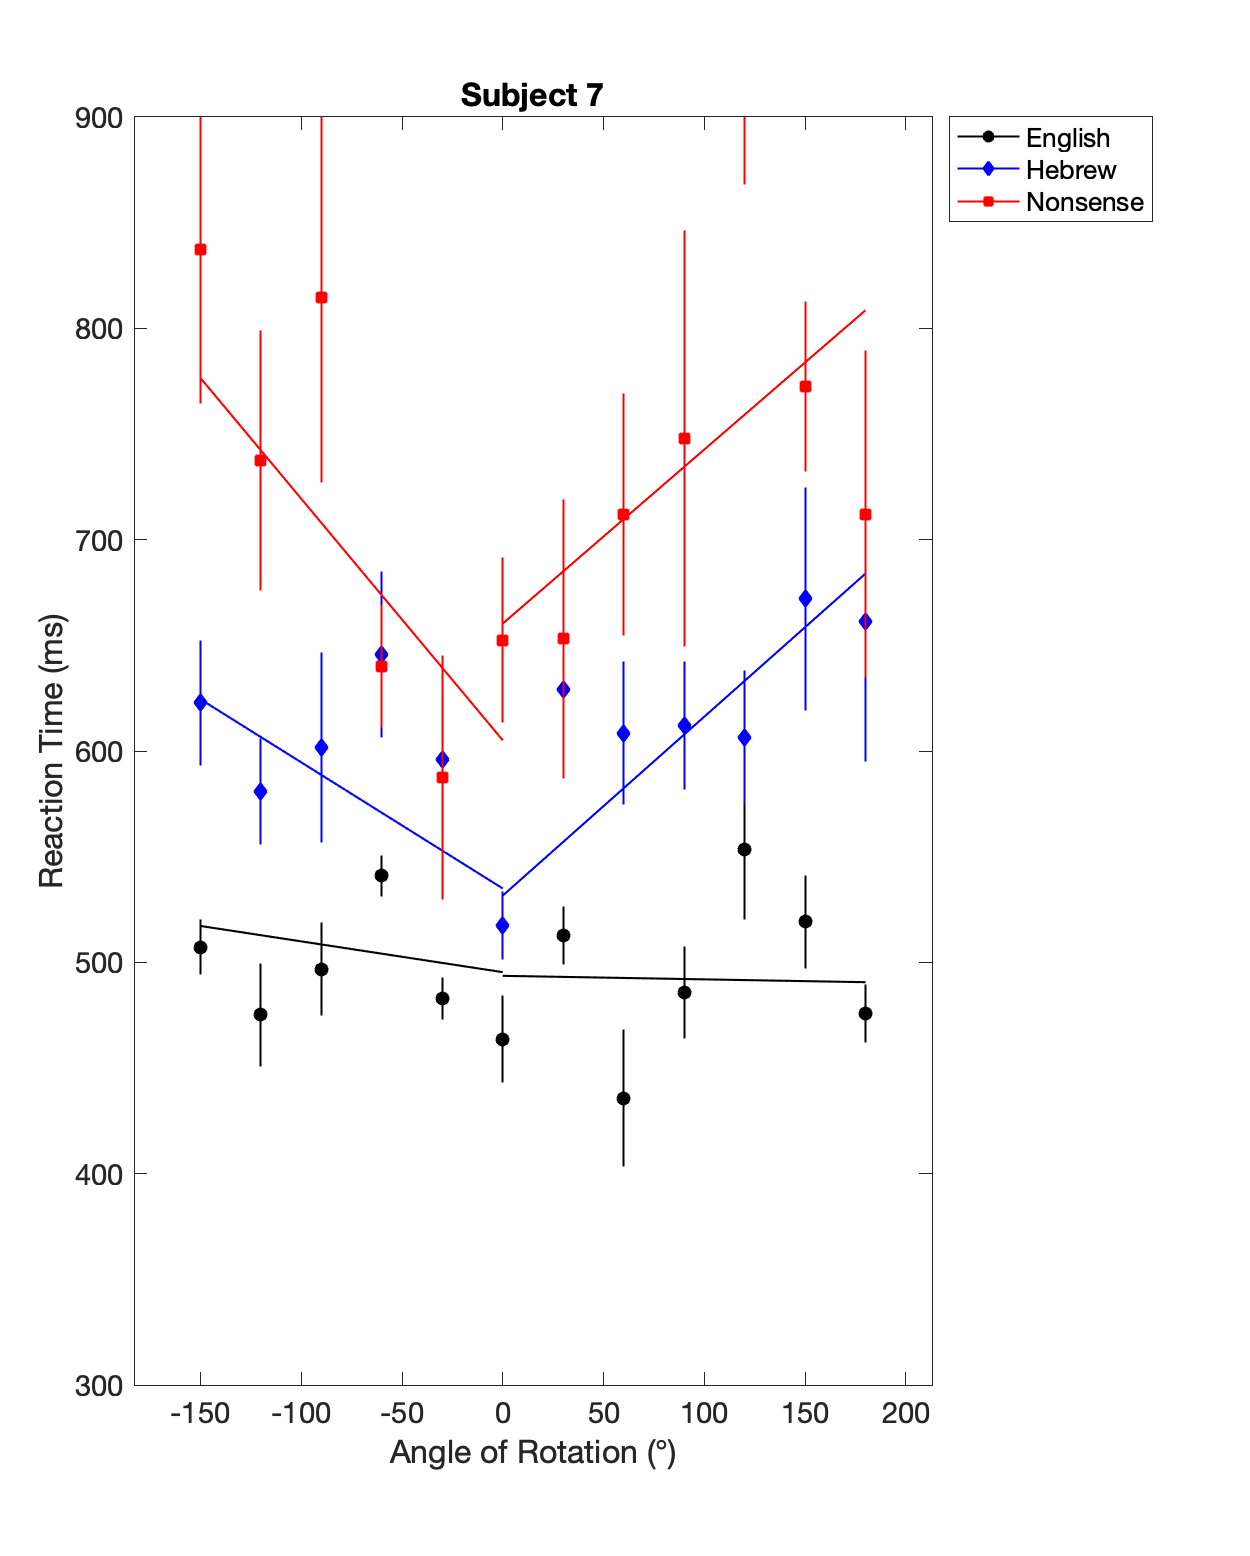 Subject 7
900
800
700
600
500
400
300
Reaction Time (ms)
-150 -100 -50 0 50 100 150 200
Angle of Rotation (°)
English
Hebrew
Nonsense